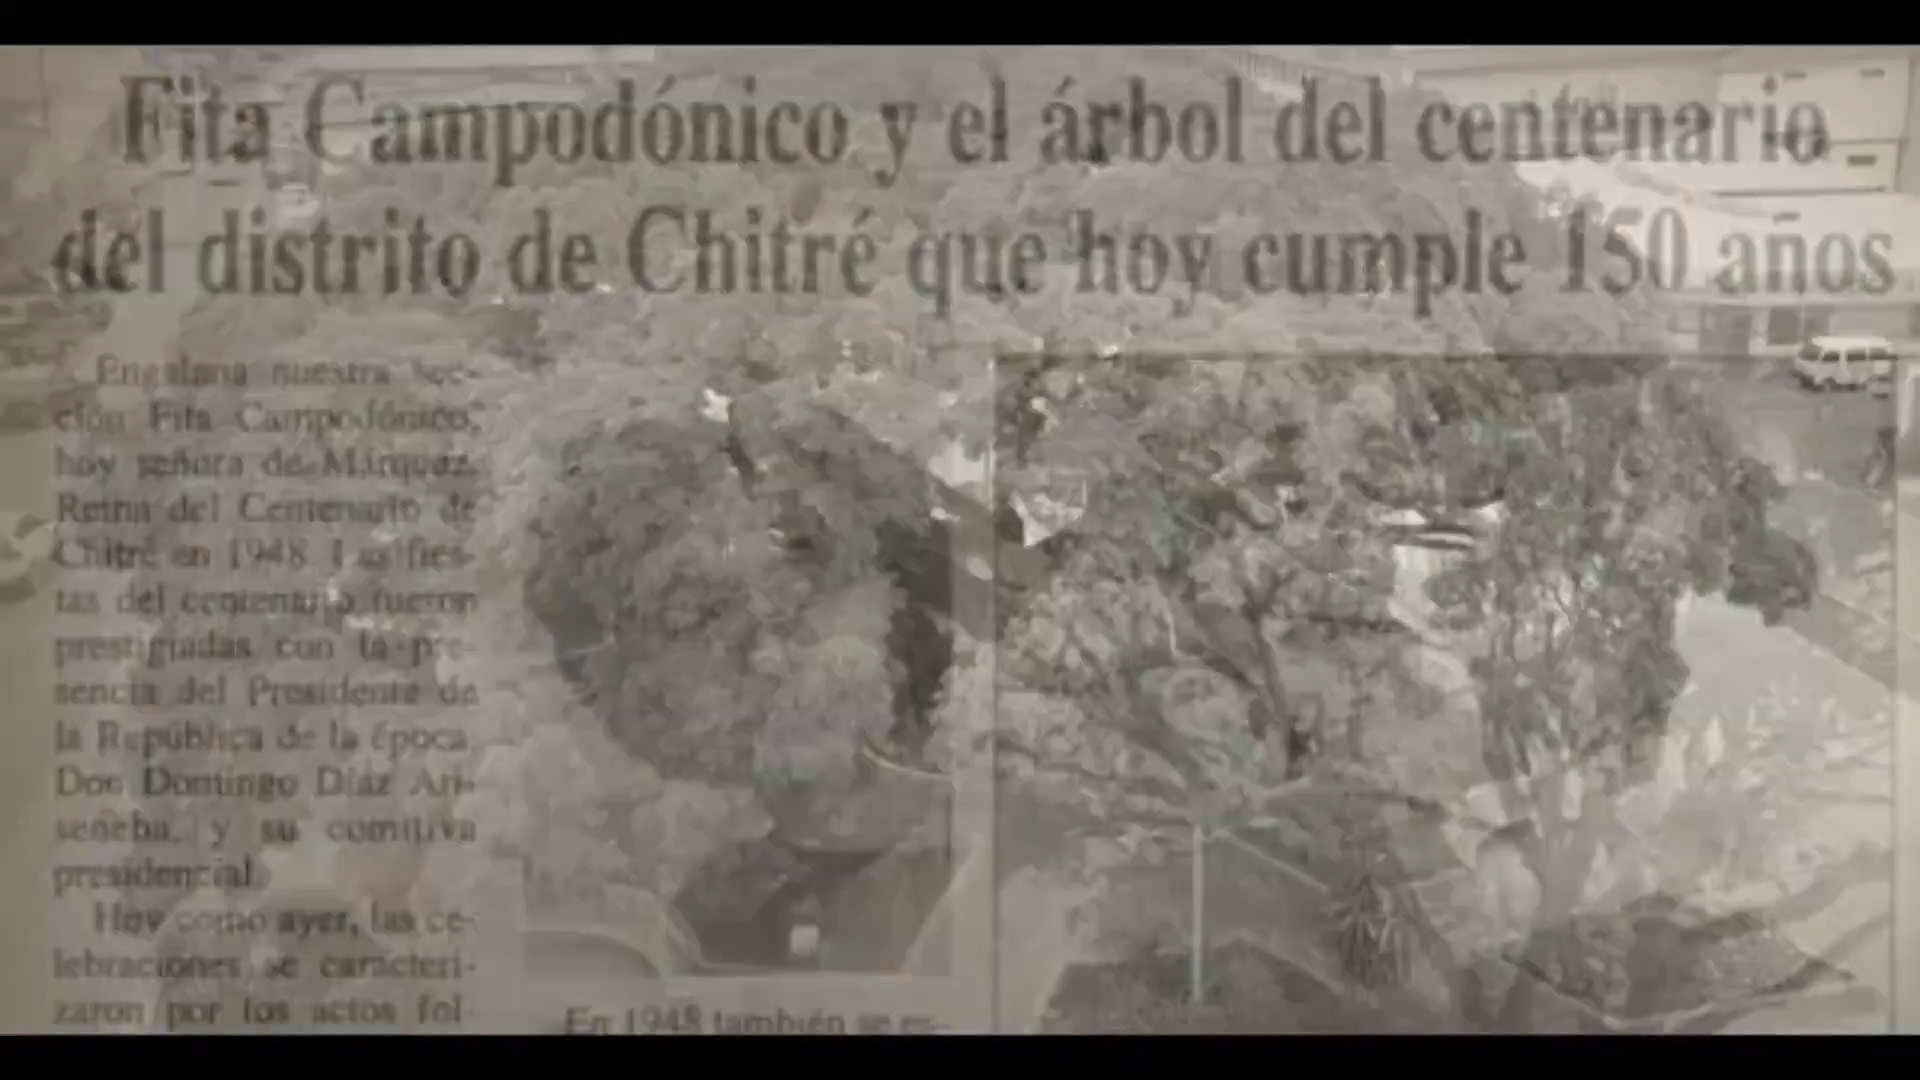 Fita Campodónico y el árbol del centenario
del distrito de Chitré que hoy cumple 150 años
Engalana nuestra sec-
ción Fita Campodónico,
hoy señora de Márquez,
Reina del Centenario de
Chitré en 1948. Las fies-
tas del centenario fueron
prestigiadas con la pre-
sencia del Presidente de
la República de la época,
Don Domingo Díaz Aro-
semena, y su comitiva
presidencial.
Hoy como ayer, las ce-
lebraciones se caracteri-
zaron por los actos fol-
En 1948 también se es-